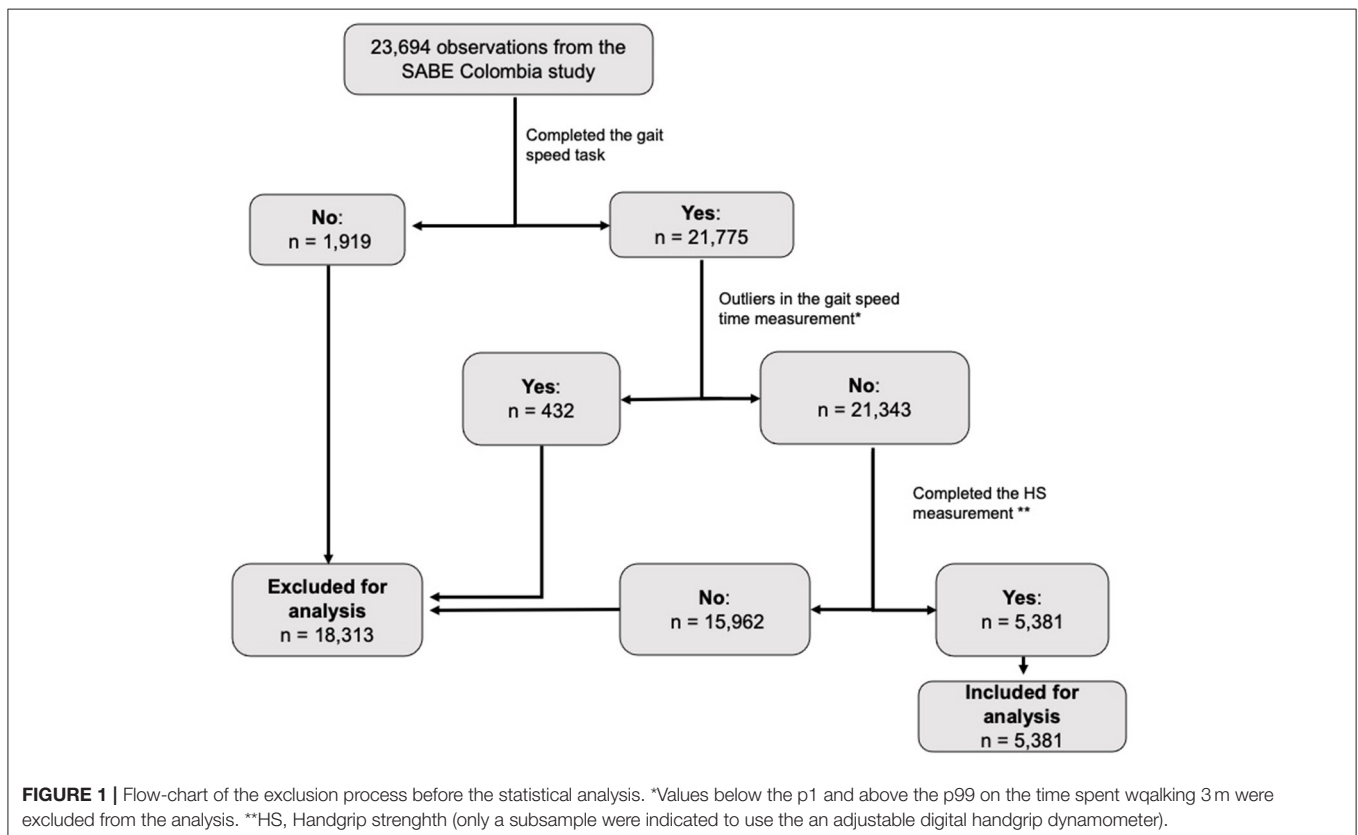 23,694 observations from the
SABE Colombia study
Completed the gait
speed task
No:
n = 1,919
Yes:
n = 21,775
Outliers in the gait speed
time measurement*
Yes:
n = 432
No:
n = 21,343
Completed the HS
measurement **
Excluded for
analysis
n = 18,313
No:
n = 15,962
Yes:
n = 5,381
Included for
analysis
n = 5,381
FIGURE 1 | Flow-chart of the exclusion process before the statistical analysis. *Values below the p1 and above the p99 on the time spent wqalking 3 m were
excluded from the analysis. **HS, Handgrip strenghth (only a subsample were indicated to use the an adjustable digital handgrip dynamometer).